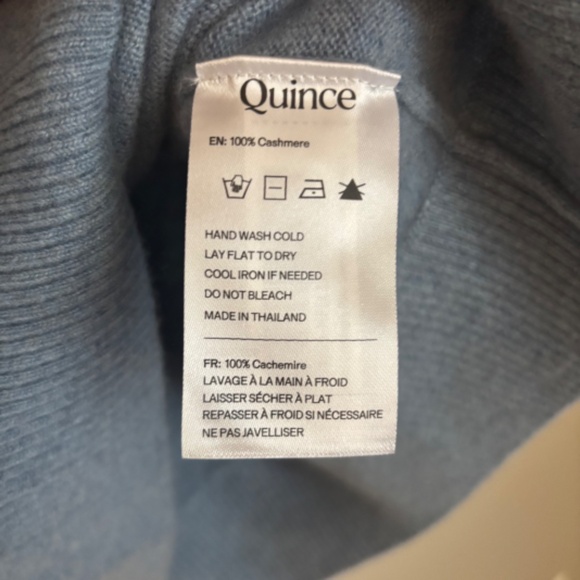 Quince
EN: 100% Cashmere
HAND WASH COLD
LAY FLAT TO DRY
COOL IRON IF NEEDED
DO NOT BLEACH
MADE IN THAILAND
FR: 100% Cachemire
LAVAGE À LA MAIN À FROID
LAISSER SÉCHER À PLAT
REPASSER À FROID SI NÉCESSAIRE
NE PAS JAVELLISER